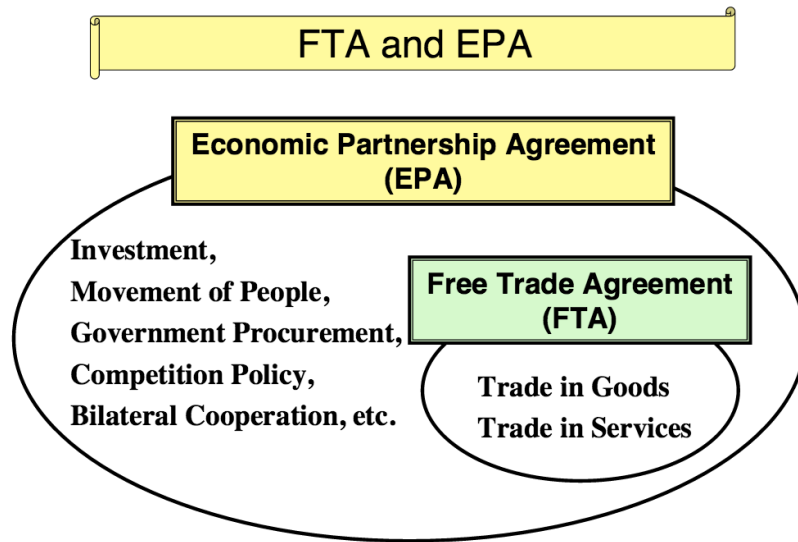 FTA and EPA
Economic Partnership Agreement
(EPA)
Investment,
Movement of People,
Government Procurement,
Competition Policy,
Bilateral Cooperation, etc.
Free Trade Agreement
(FTA)
Trade in Goods
Trade in Services